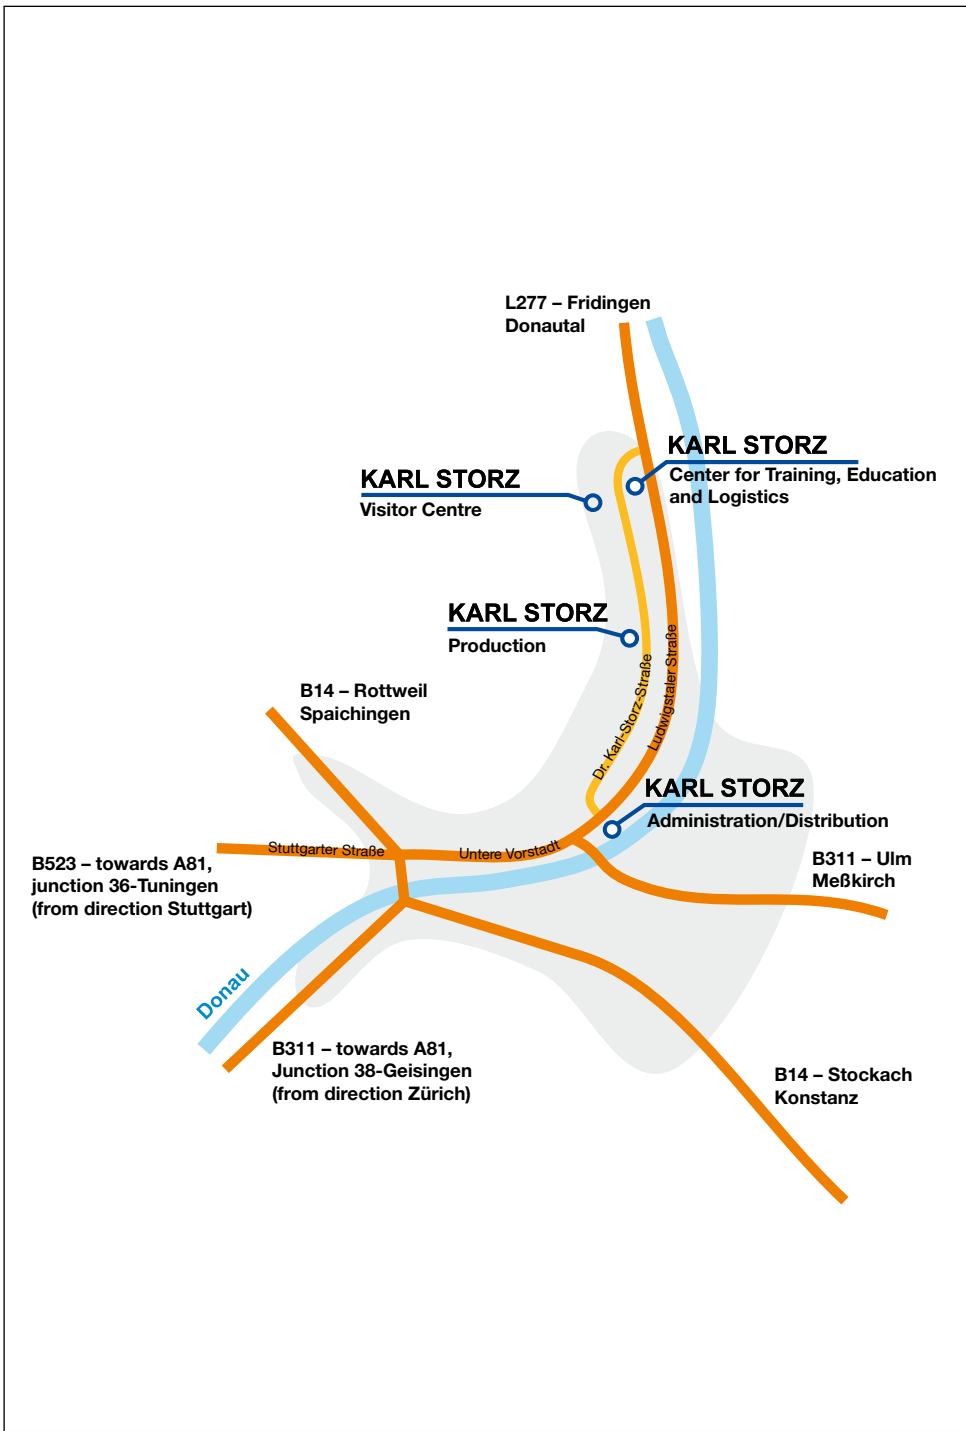 L277 – Fridingen
Donautal
KARL STORZ
Center for Training, Education
and Logistics
KARL STORZ
Visitor Centre
KARL STORZ
Production
Ludwigstaler Straße
Dr. Karl-Storz-Straße
B14 – Rottweil
Spaichingen
KARL STORZ
Administration/Distribution
Stuttgarter Straße
Untere Vorstadt
B523 – towards A81,
junction 36-Tuningen
(from direction Stuttgart)
B311 – Ulm
Meßkirch
Donau
B311 – towards A81,
Junction 38-Geisingen
(from direction Zürich)
B14 – Stockach
Konstanz